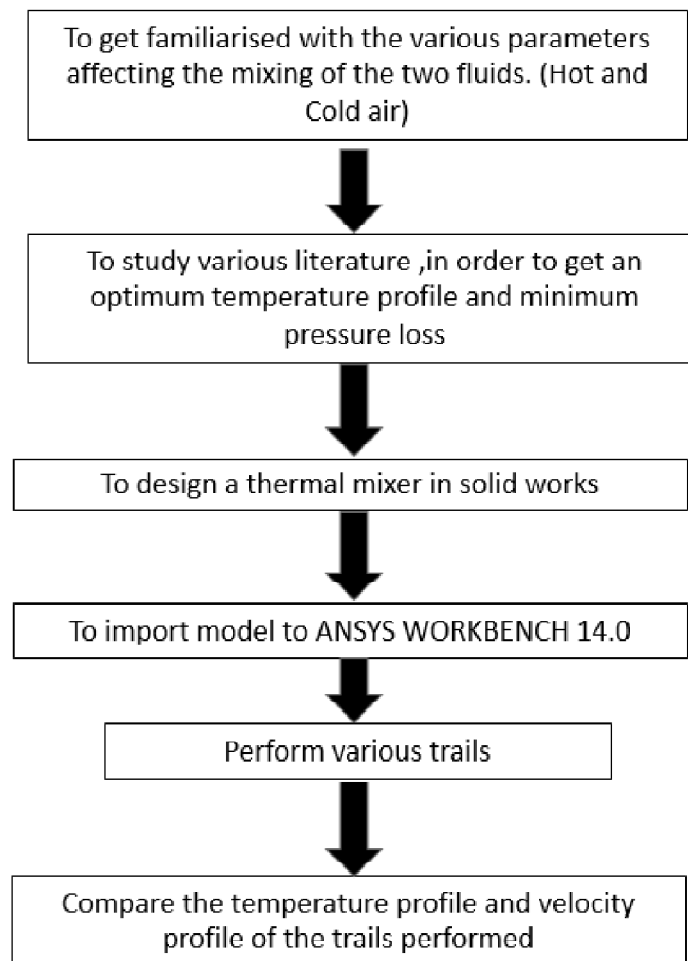 To get familiarised with the various parameters
affecting the mixing of the two fluids. (Hot and
Cold air)
To study various literature ,in order to get an
optimum temperature profile and minimum
pressure loss
To design a thermal mixer in solid works
To import model to ANSYS WORKBENCH 14.0
Perform various trails
Compare the temperature profile and velocity
profile of the trails performed